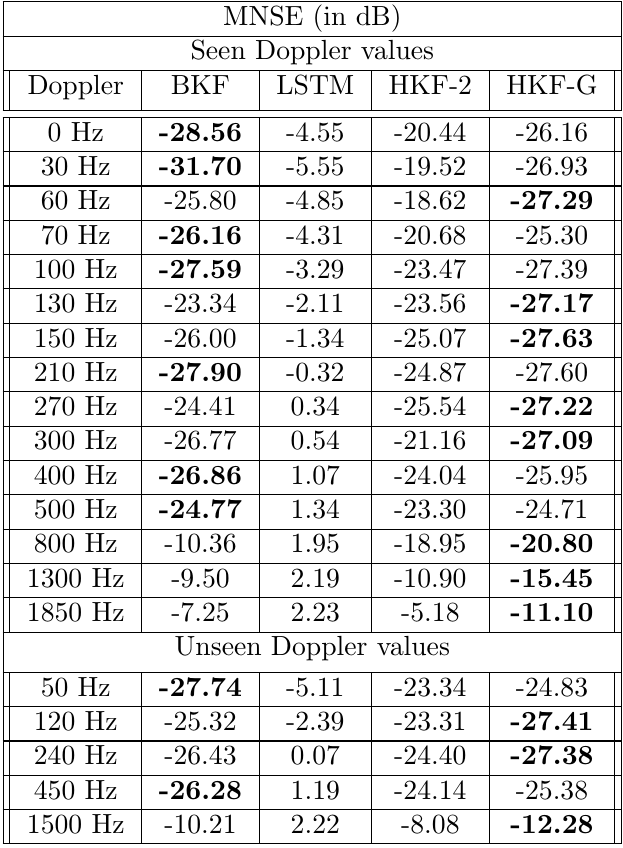 MNSE (in dB)
Seen Doppler values
Doppler BKF LSTM HKF-2 HKF-G
0 Hz -28.56 -4.55 -20.44 -26.16
30 Hz -31.70 -5.55 -19.52 -26.93
60 Hz -25.80 -4.85 -18.62 -27.29
70 Hz -26.16 -4.31 -20.68 -25.30
100 Hz -27.59 -3.29 -23.47 -27.39
130 Hz -23.34 -2.11 -23.56 -27.17
150 Hz -26.00 -1.34 -25.07 -27.63
210 Hz -27.90 -0.32 -24.87 -27.60
270 Hz -24.41 0.34 -25.54 -27.22
300 Hz -26.77 0.54 -21.16 -27.09
400 Hz -26.86 1.07 -24.04 -25.95
500 Hz -24.77 1.34 -23.30 -24.71
800 Hz -10.36 1.95 -18.95 -20.80
1300 Hz -9.50 2.19 -10.90 -15.45
1850 Hz -7.25 2.23 -5.18 -11.10
Unseen Doppler values
50 Hz -27.74 -5.11 -23.34 -24.83
120 Hz -25.32 -2.39 -23.31 -27.41
240 Hz -26.43 0.07 -24.40 -27.38
450 Hz -26.28 1.19 -24.14 -25.38
1500 Hz -10.21 2.22 -8.08 -12.28